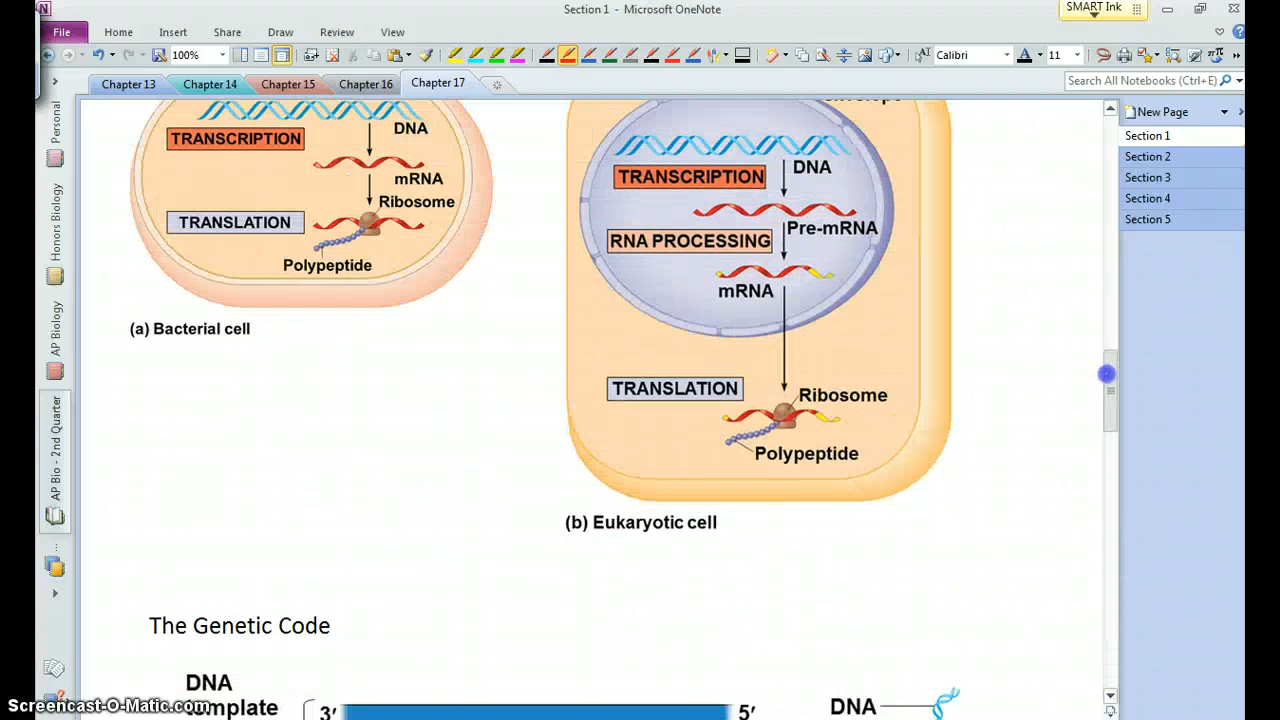 Section 1 - Microsoft OneNote
SMART Ink
File Home Insert Share Draw Review View
100% Calibri 11
Chapter 13 Chapter 14 Chapter 15 Chapter 16 Chapter 17
Search All Notebooks (Ctrl+E)
New Page
Section 1
Section 2
Section 3
Section 4
Section 5
Personal
Honors Biology
AP Biology
AP Bio - 2nd Quarter
TRANSCRIPTION
DNA
mRNA
Ribosome
TRANSLATION
Polypeptide
(a) Bacterial cell
envelope
TRANSCRIPTION
DNA
Pre-mRNA
RNA PROCESSING
mRNA
TRANSLATION
Ribosome
Polypeptide
(b) Eukaryotic cell
The Genetic Code
DNA
template
3′ 5′
DNA
Screencast-O-Matic.com